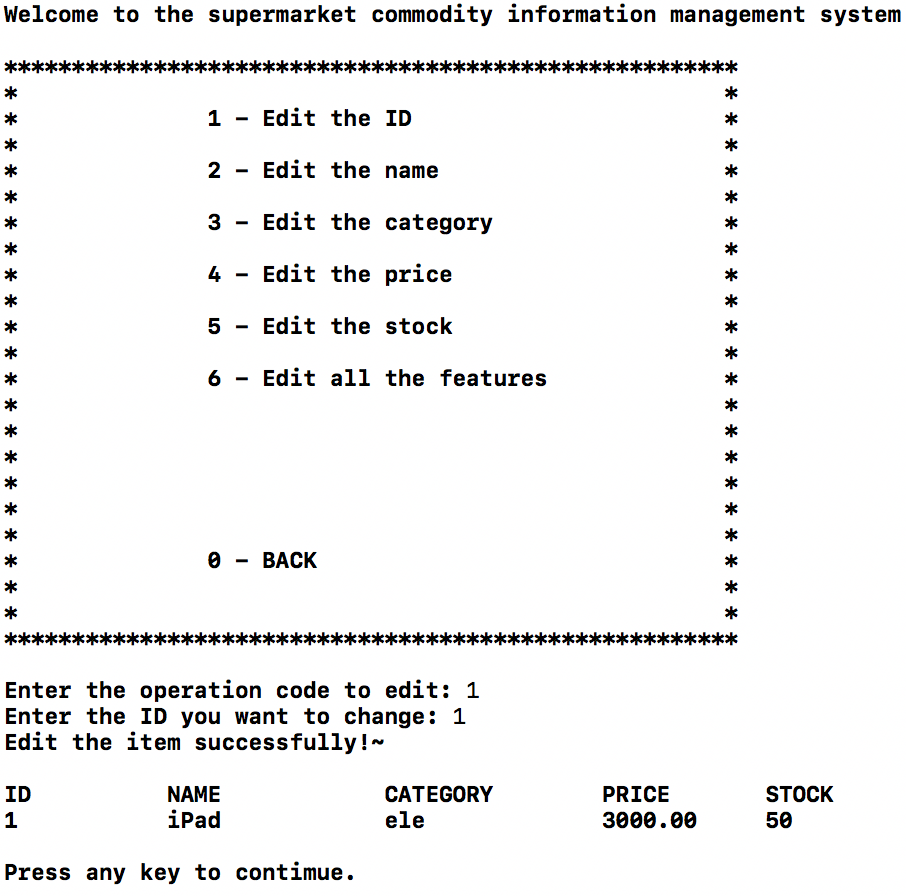 Welcome to the supermarket commodity information management system
******************************************************
* *
* 1 – Edit the ID *
* *
* 2 – Edit the name *
* *
* 3 – Edit the category *
* *
* 4 – Edit the price *
* *
* 5 – Edit the stock *
* *
* 6 – Edit all the features *
* *
* *
* *
* *
* *
* *
* 0 – BACK *
* *
* *
******************************************************
Enter the operation code to edit: 1
Enter the ID you want to change: 1
Edit the item successfully!~
ID NAME CATEGORY PRICE STOCK
1 iPad ele 3000.00 50
Press any key to contimue.